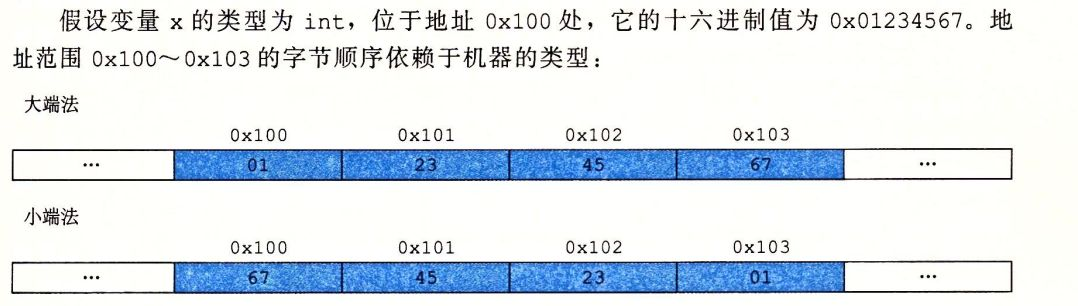 假设变量 x 的类型为 int，位于地址 0x100 处，它的十六进制值为 0x01234567。地
址范围 0x100～0x103 的字节顺序依赖于机器的类型：
大端法
0x100 0x101 0x102 0x103
… 01 23 45 67 …
小端法
0x100 0x101 0x102 0x103
… 67 45 23 01 …